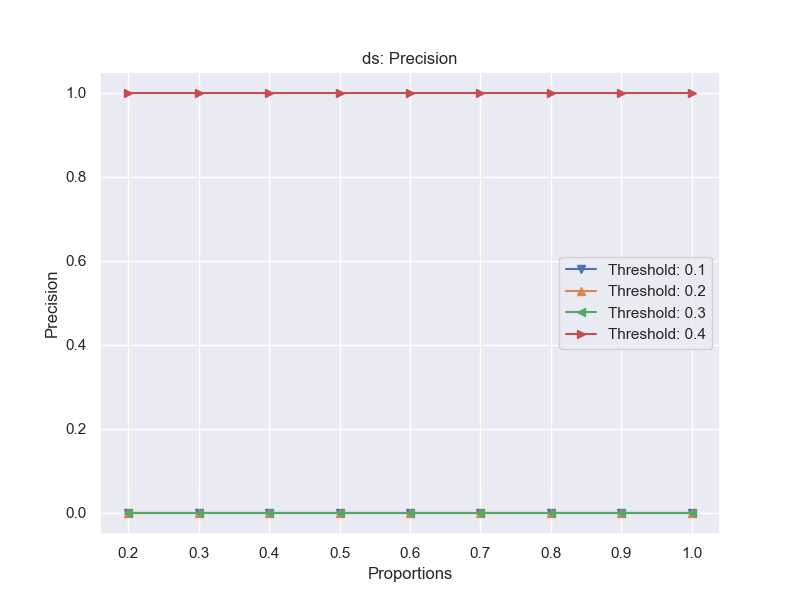 ds: Precision
1.0
0.8
0.6
0.4
0.2
0.0
Precision
Threshold: 0.1
Threshold: 0.2
Threshold: 0.3
Threshold: 0.4
0.2 0.3 0.4 0.5 0.6 0.7 0.8 0.9 1.0
Proportions